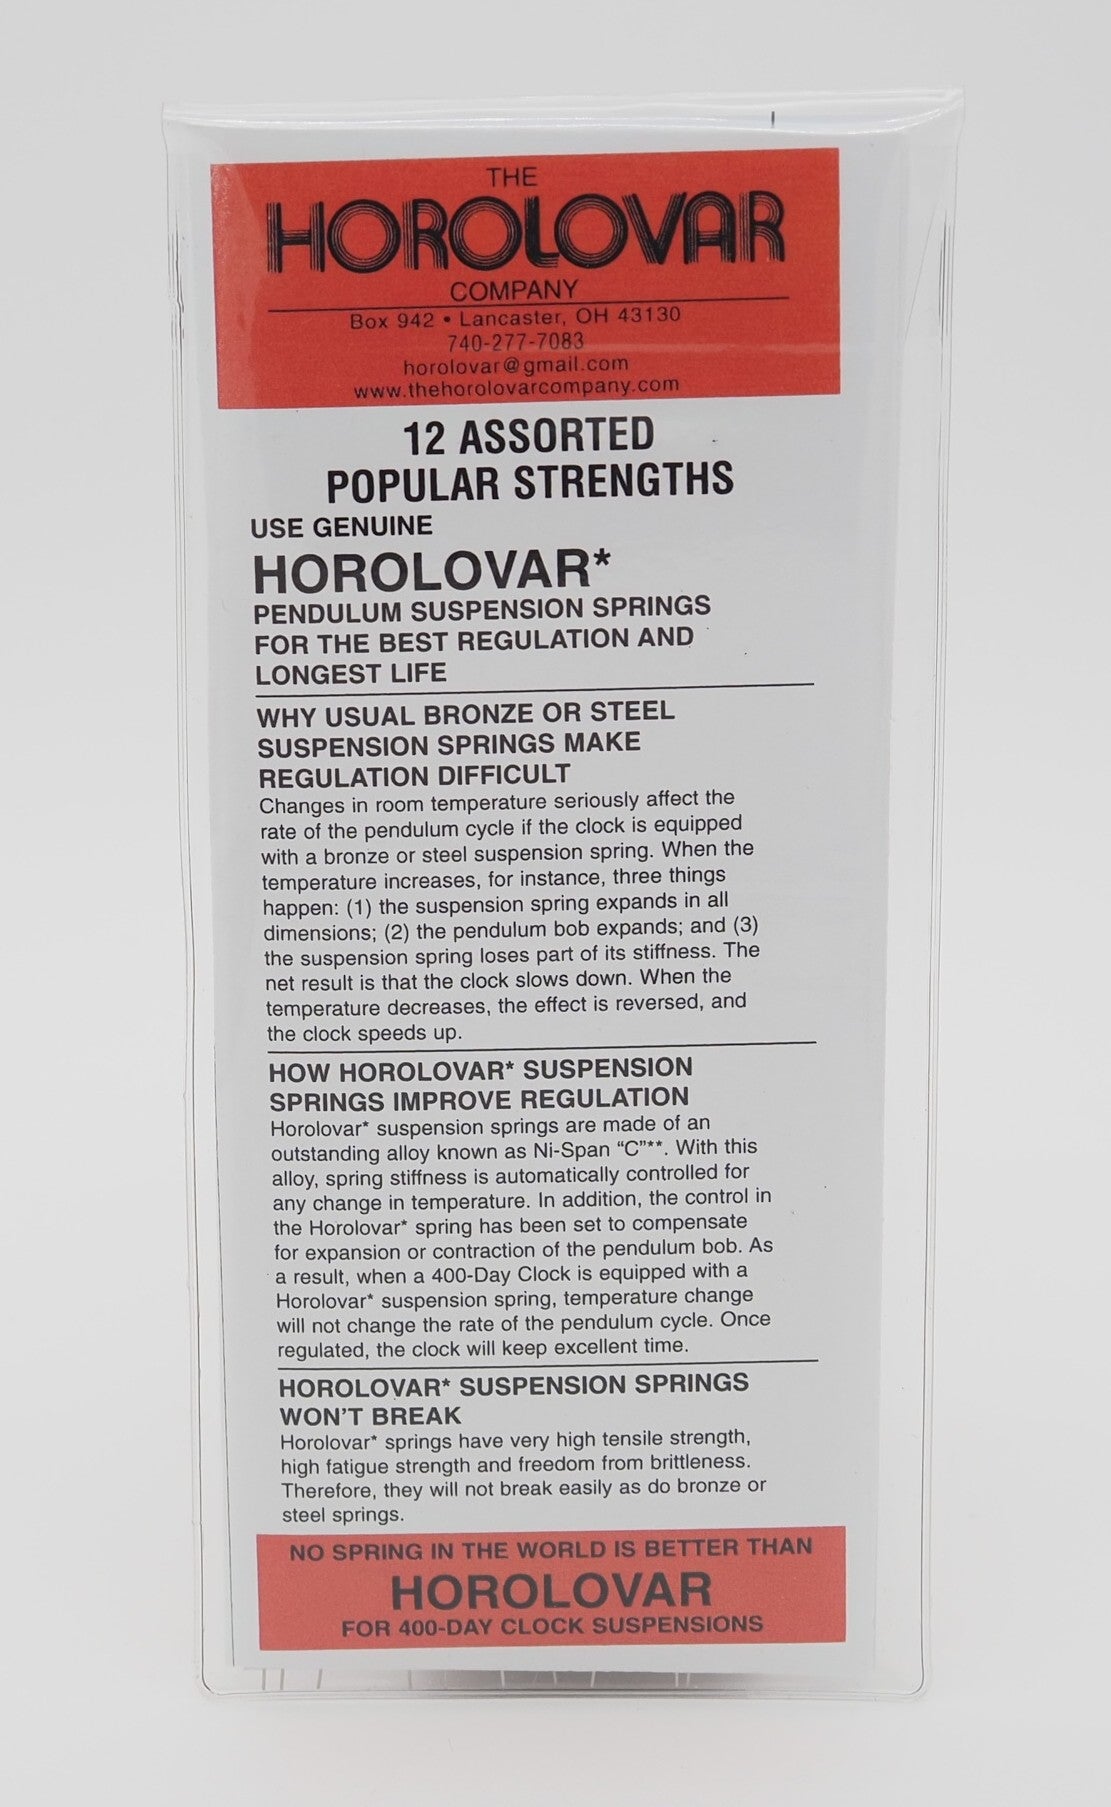 THE
HOROLOVAR
COMPANY
Box 942 • Lancaster, OH 43130
740-277-7083
horolovar@gmail.com
www.thehorolovarcompany.com
12 ASSORTED
POPULAR STRENGTHS
USE GENUINE
HOROLOVAR*
PENDULUM SUSPENSION SPRINGS
FOR THE BEST REGULATION AND
LONGEST LIFE
WHY USUAL BRONZE OR STEEL
SUSPENSION SPRINGS MAKE
REGULATION DIFFICULT
Changes in room temperature seriously affect the
rate of the pendulum cycle if the clock is equipped
with a bronze or steel suspension spring. When the
temperature increases, for instance, three things
happen: (1) the suspension spring expands in all
dimensions; (2) the pendulum bob expands; and (3)
the suspension spring loses part of its stiffness. The
net result is that the clock slows down. When the
temperature decreases, the effect is reversed, and
the clock speeds up.
HOW HOROLOVAR* SUSPENSION
SPRINGS IMPROVE REGULATION
Horolovar* suspension springs are made of an
outstanding alloy known as Ni-Span “C”**. With this
alloy, spring stiffness is automatically controlled for
any change in temperature. In addition, the control in
the Horolovar* spring has been set to compensate
for expansion or contraction of the pendulum bob. As
a result, when a 400-Day Clock is equipped with a
Horolovar* suspension spring, temperature change
will not change the rate of the pendulum cycle. Once
regulated, the clock will keep excellent time.
HOROLOVAR* SUSPENSION SPRINGS
WON'T BREAK
Horolovar* springs have very high tensile strength,
high fatigue strength and freedom from brittleness.
Therefore, they will not break easily as do bronze or
steel springs.
NO SPRING IN THE WORLD IS BETTER THAN
HOROLOVAR
FOR 400-DAY CLOCK SUSPENSIONS